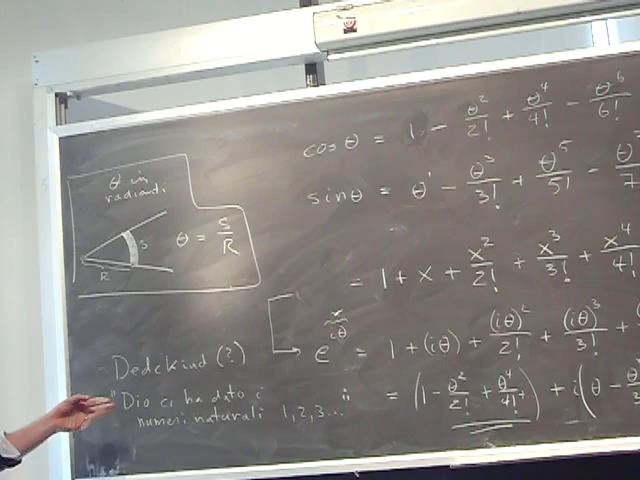 θ in
radianti
S
R
θ = S/R
cos θ = 1 - θ²/2! + θ⁴/4! - θ⁶/6!
sin θ = θ' - θ³/3! + θ⁵/5! - θ/7
= 1 + x + x²/2! + x³/3! + x⁴/4!
x
e^iθ = 1 + (iθ) + (iθ)²/2! + (iθ)³/3! +
= (1 - θ²/2! + θ⁴/4! +) + i(θ - θ/3
Dedekind (?)
"Dio ci ha dato i
numeri naturali 1, 2, 3...
"